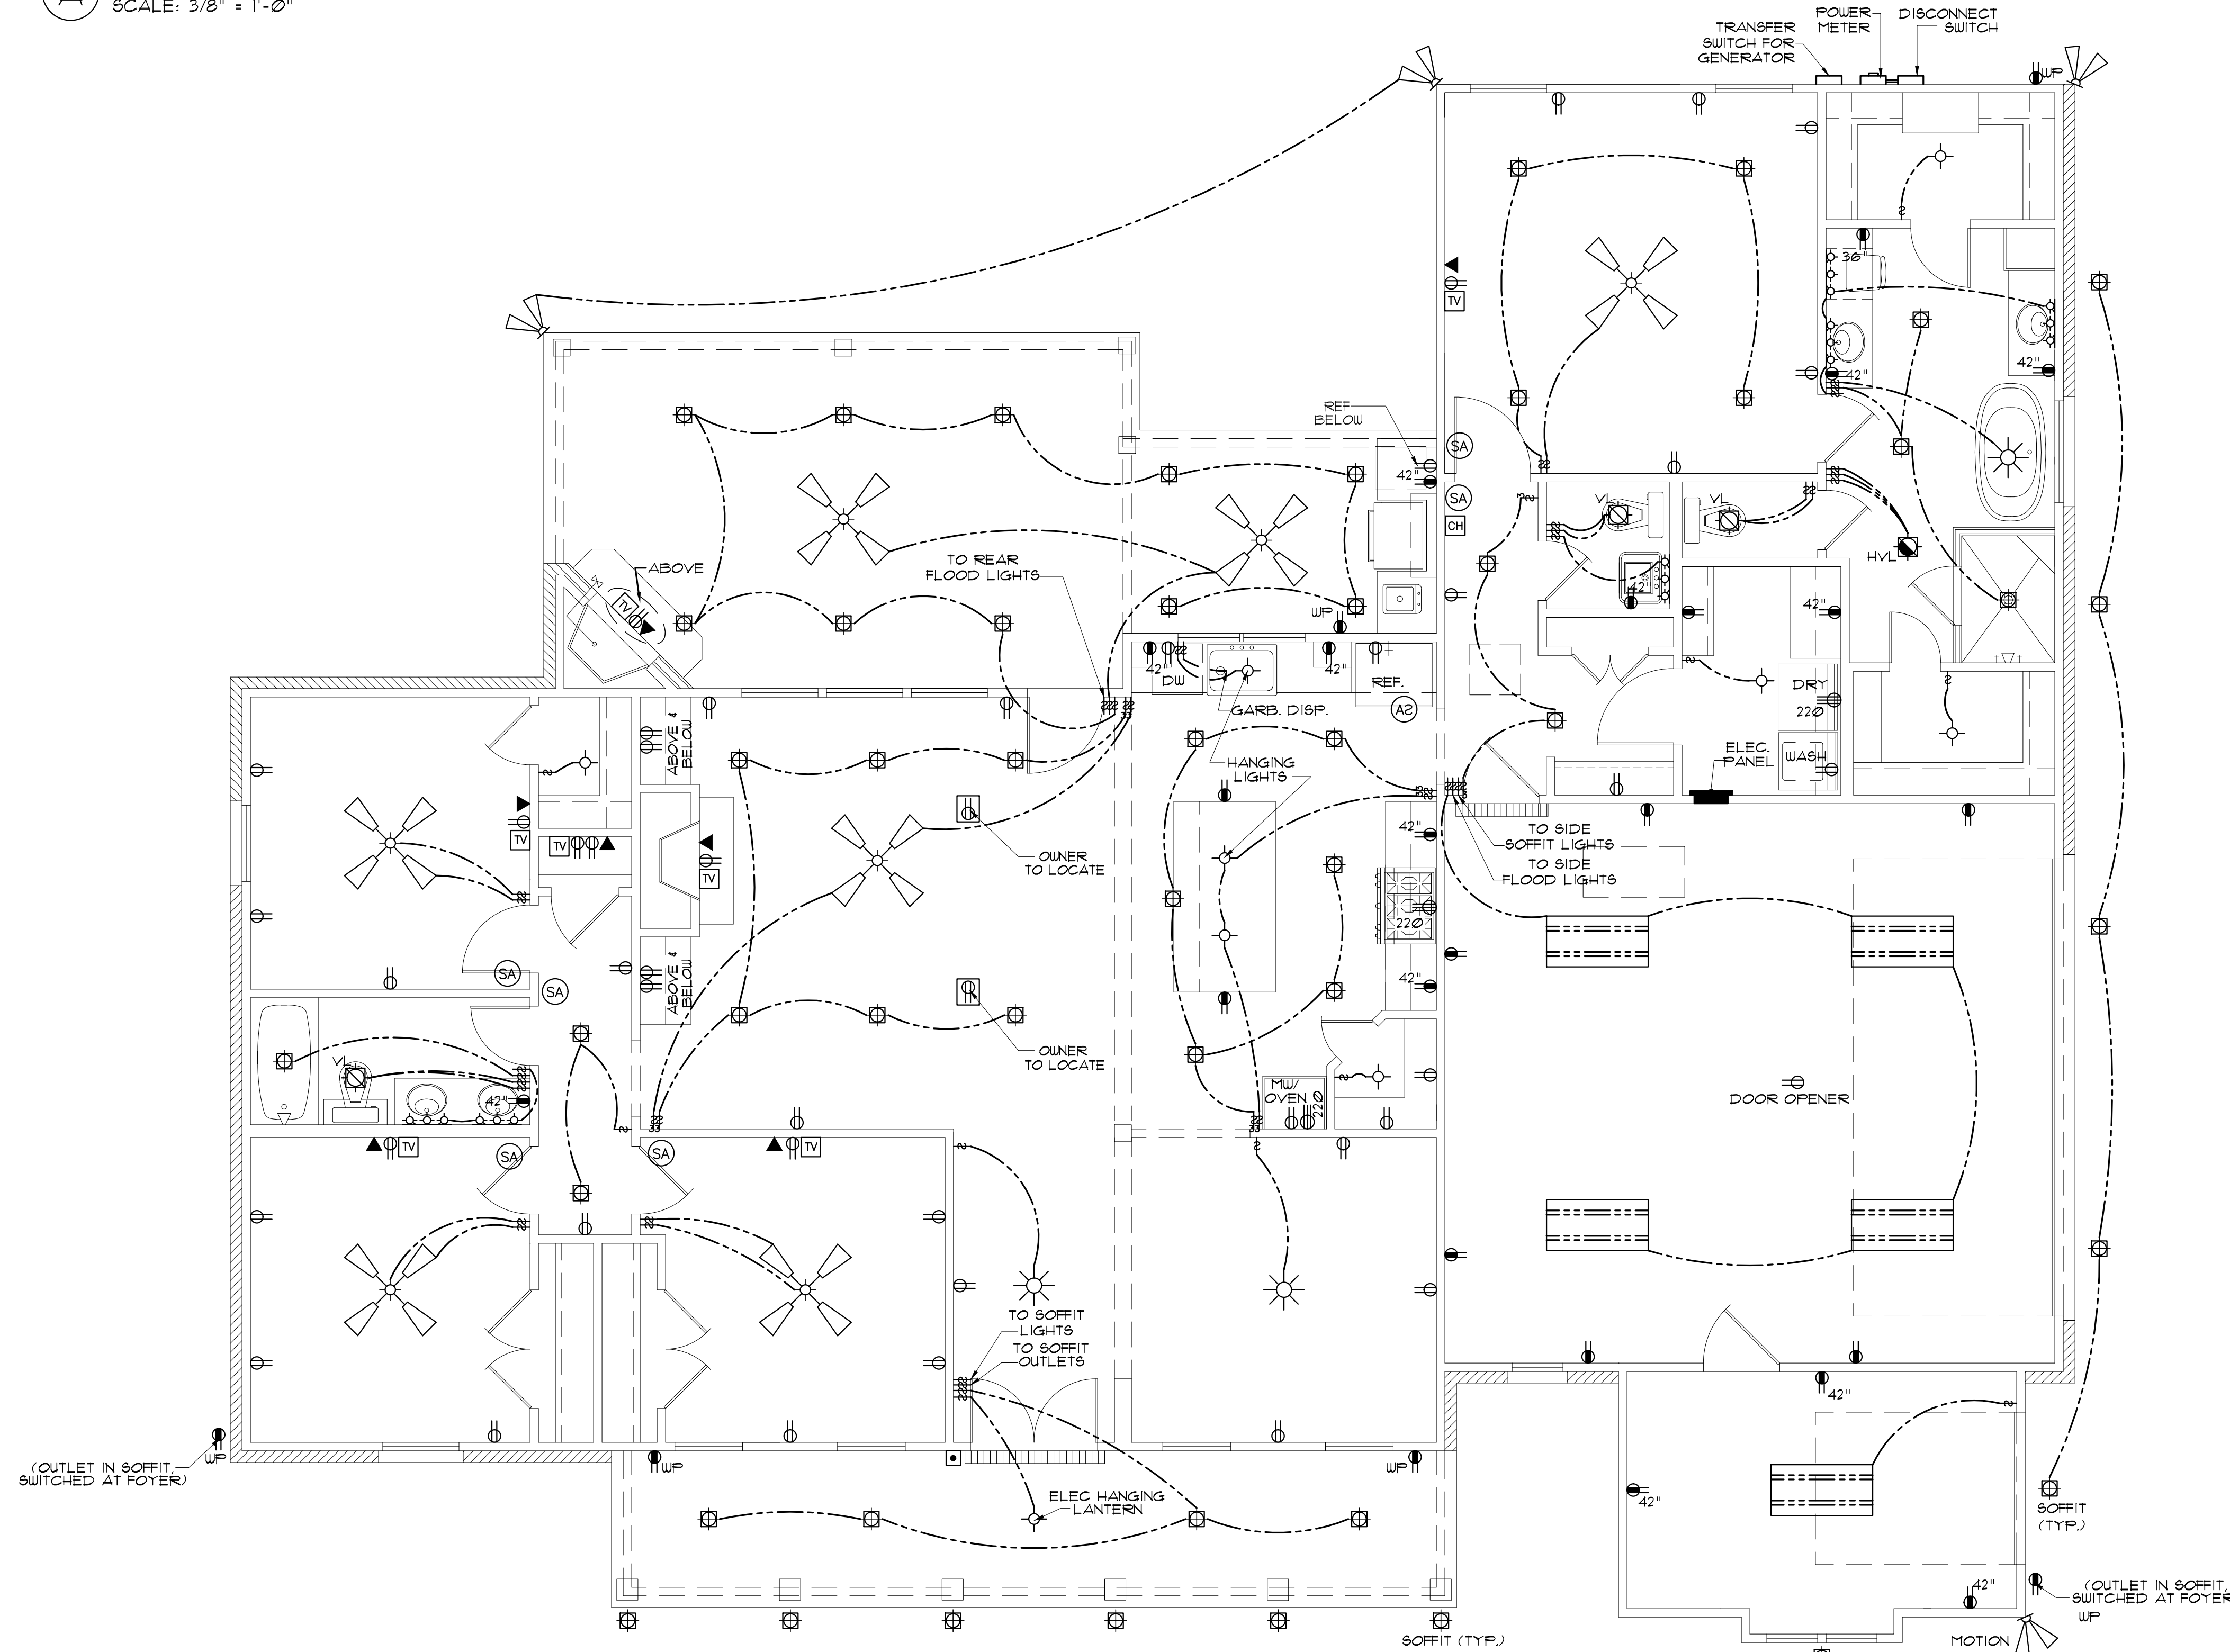 A
SCALE: 3/8" = 1'-0"
TRANSFER
SWITCH FOR
GENERATOR
POWER
METER
DISCONNECT
SWITCH
WP
36"
TV
42"
42"
REF
BELOW
SA
42"
SA
CH
VL
VL
HVL
TO REAR
FLOOD LIGHTS
ABOVE
TV
WP
42"
42"
42"
DW
42"
REF.
DRY
220
GARB. DISP.
A2
ABOVE &
BELOW
HANGING
LIGHTS
ELEC.
PANEL
WASH
TV
TV
TV
OWNER
TO LOCATE
42"
TO SIDE
SOFFIT LIGHTS
TO SIDE
FLOOD LIGHTS
220
ABOVE &
BELOW
SA
SA
42"
OWNER
TO LOCATE
VL
42"
MW/
OVEN
220
DOOR OPENER
TV
SA
SA
TV
TO SOFFIT
LIGHTS
TO SOFFIT
OUTLETS
42"
(OUTLET IN SOFFIT,
SWITCHED AT FOYER)
WP
WP
WP
ELEC HANGING
LANTERN
42"
SOFFIT
(TYP.)
42"
(OUTLET IN SOFFIT,
SWITCHED AT FOYER
WP
SOFFIT (TYP.)
MOTION